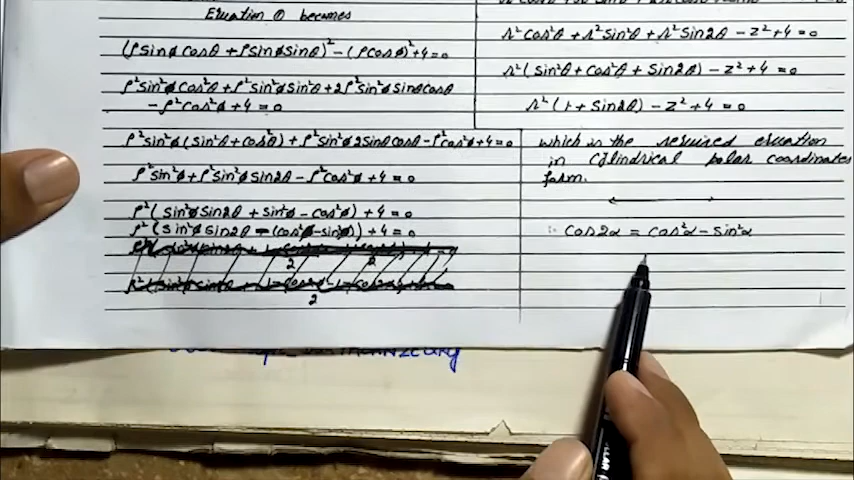 Equation ① becomes
(ρsinφcosθ + ρsinφsinθ)² - (ρcosφ)² + 4 = 0
ρ²sin²φcos²θ + ρ²sin²φsin²θ + 2ρ²sin²φsinθcosθ
- ρ²cos²φ + 4 = 0
ρ²sin²φ(sin²θ + cos²θ) + ρ²sin²φ2sinθcosθ - ρ²cos²φ + 4 = 0
ρ²sin²φ + ρ²sin²φsin2θ - ρ²cos²φ + 4 = 0
ρ²(sin²φsin2θ + sin²φ - cos²φ) + 4 = 0
ρ²(sin²φsin2θ - (cos²φ - sin²φ)) + 4 = 0
r²cos²θ + r²sin²θ + r²sin2θ - z² + 4 = 0
r²(sin²θ + cos²θ + sin2θ) - z² + 4 = 0
r²(1 + sin2θ) - z² + 4 = 0
which is the required equation
in cylindrical polar coordinates
form.
∵ cos2α = cos²α - sin²α